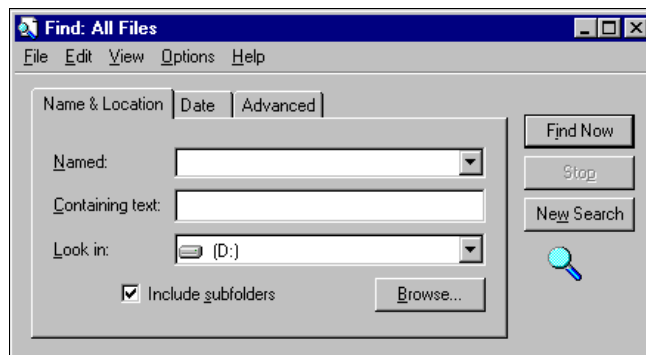 Find: All Files
File Edit View Options Help
Name & Location Date Advanced
Named:
Containing text:
Look in: (D:)
Include subfolders
Browse...
Find Now
Stop
New Search